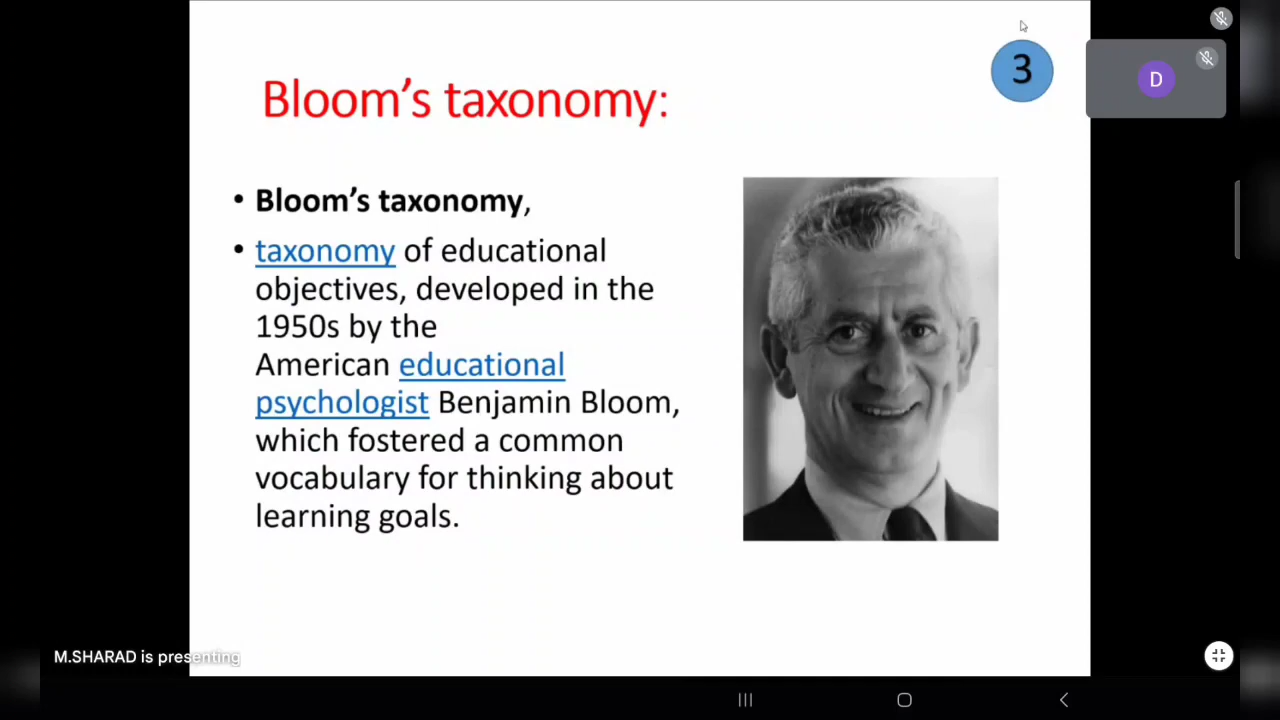 3
D
Bloom’s taxonomy:
• Bloom’s taxonomy,
• taxonomy of educational
objectives, developed in the
1950s by the
American educational
psychologist Benjamin Bloom,
which fostered a common
vocabulary for thinking about
learning goals.
M.SHARAD is presenting